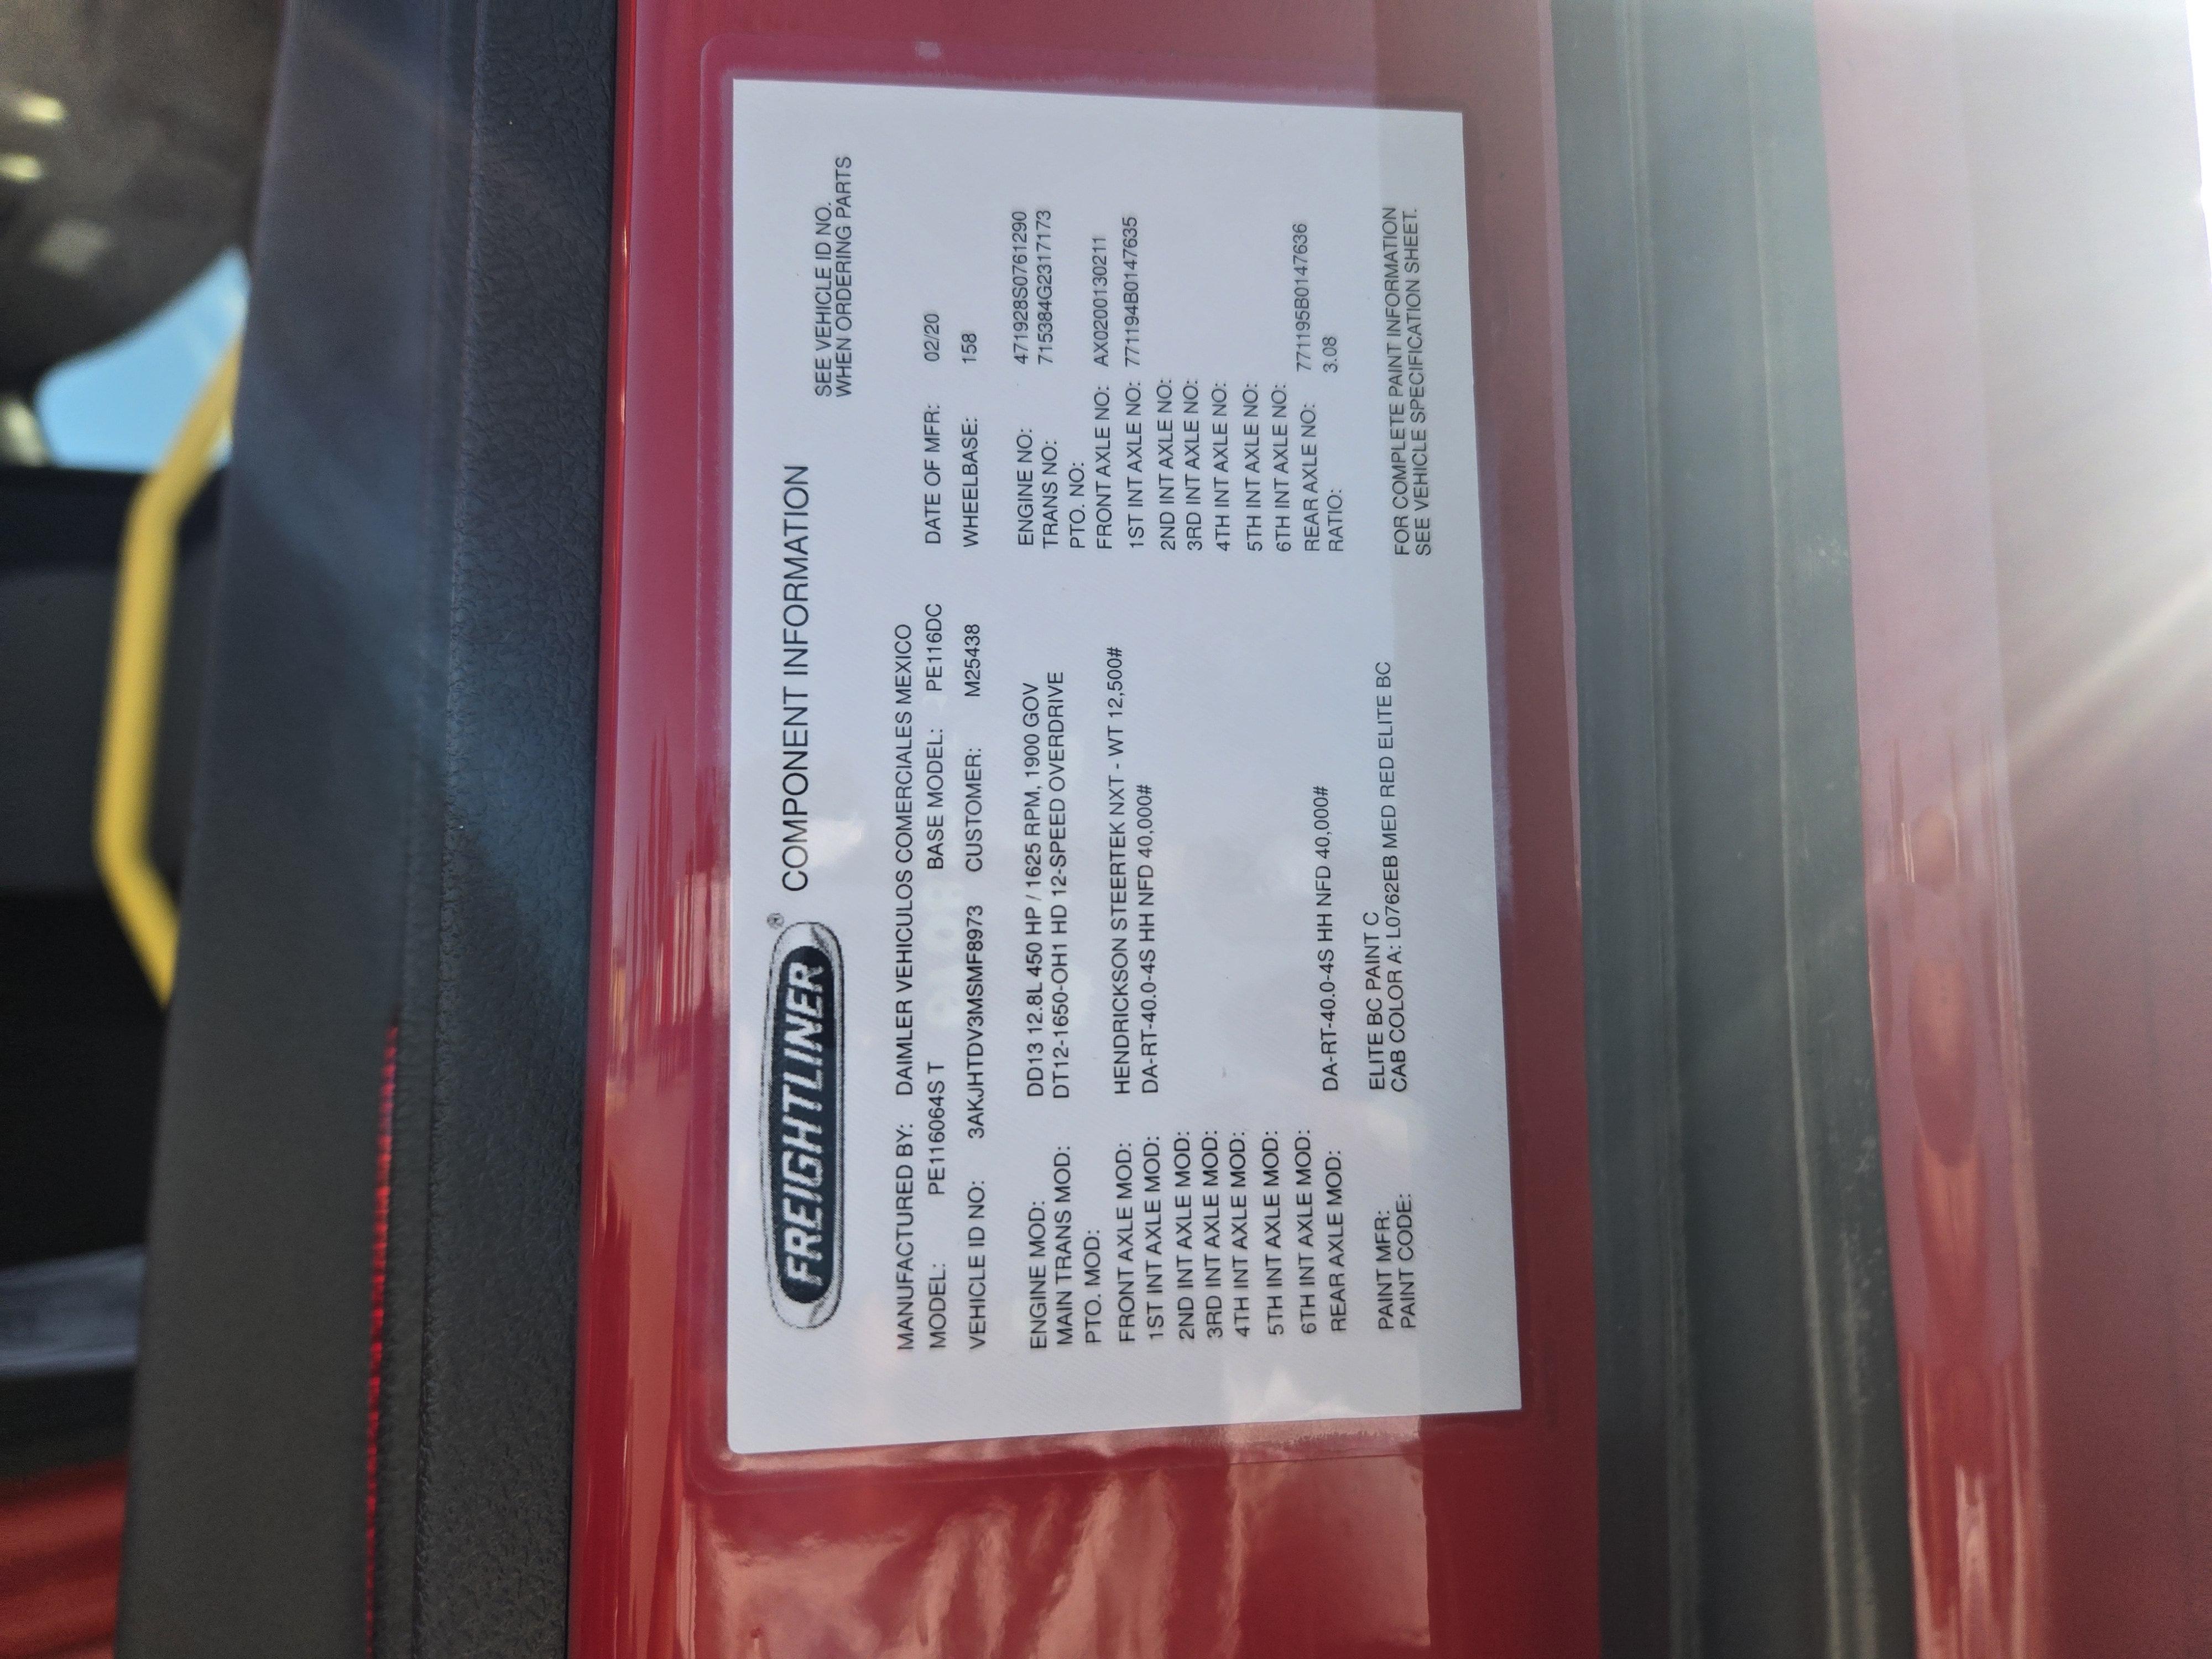 FREIGHTLINER® COMPONENT INFORMATION
SEE VEHICLE ID NO.
WHEN ORDERING PARTS
MANUFACTURED BY: DAIMLER VEHICULOS COMERCIALES MEXICO
MODEL: PE116064S T BASE MODEL: PE116DC DATE OF MFR: 02/20
VEHICLE ID NO: 3AKJHTDV3MSMF8973 CUSTOMER: M25438 WHEELBASE: 158
ENGINE MOD: DD13 12.8L 450 HP / 1625 RPM, 1900 GOV ENGINE NO: 471928S0761290
MAIN TRANS MOD: DT12-1650-OH1 HD 12-SPEED OVERDRIVE TRANS NO: 715384G2317173
PTO. MOD: PTO. NO:
FRONT AXLE MOD: HENDRICKSON STEERTEK NXT - WT 12,500# FRONT AXLE NO: AX0200130211
1ST INT AXLE MOD: DA-RT-40.0-4S HH NFD 40,000# 1ST INT AXLE NO: 771194B0147635
2ND INT AXLE MOD: 2ND INT AXLE NO:
3RD INT AXLE MOD: 3RD INT AXLE NO:
4TH INT AXLE MOD: 4TH INT AXLE NO:
5TH INT AXLE MOD: 5TH INT AXLE NO:
6TH INT AXLE MOD: 6TH INT AXLE NO:
REAR AXLE MOD: DA-RT-40.0-4S HH NFD 40,000# REAR AXLE NO: 771195B0147636
RATIO: 3.08
PAINT MFR: ELITE BC PAINT C
PAINT CODE: CAB COLOR A: L0762EB MED RED ELITE BC
FOR COMPLETE PAINT INFORMATION
SEE VEHICLE SPECIFICATION SHEET.